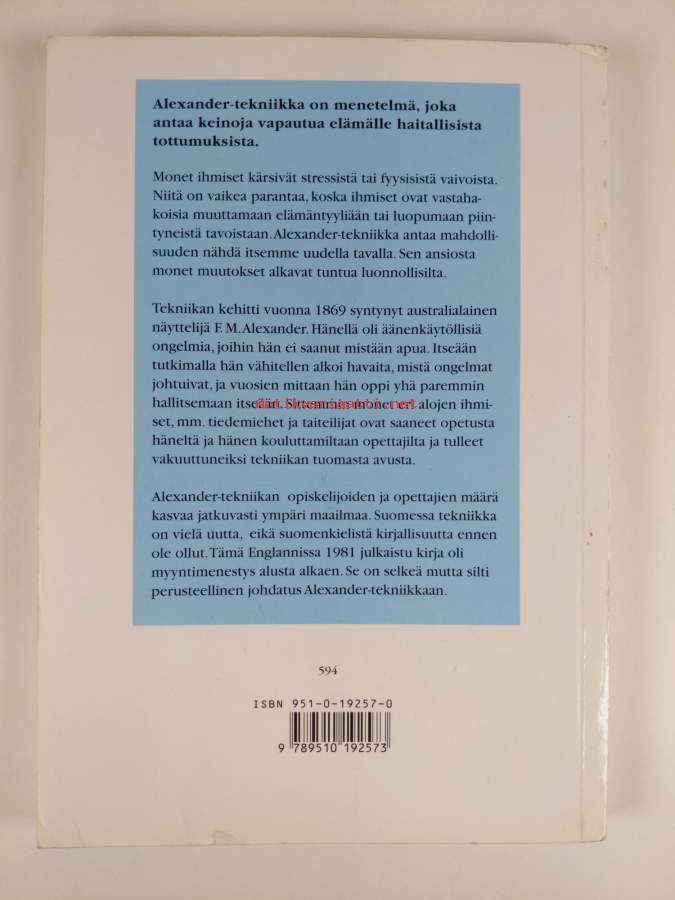 Alexander-tekniikka on menetelmä, joka
antaa keinoja vapautua elämälle haitallisista
tottumuksista.
Monet ihmiset kärsivät stressistä tai fyysisistä vaivoista.
Niitä on vaikea parantaa, koska ihmiset ovat vastaha-
koisia muuttamaan elämäntyyliään tai luopumaan piin-
tyneistä tavoistaan. Alexander-tekniikka antaa mahdolli-
suuden nähdä itsemme uudella tavalla. Sen ansiosta
monet muutokset alkavat tuntua luonnollisilta.
Tekniikan kehitti vuonna 1869 syntynyt australialainen
näyttelijä F. M. Alexander. Hänellä oli äänenkäytöllisiä
ongelmia, joihin hän ei saanut mistään apua. Itseään
tutkimalla hän vähitellen alkoi havaita, mistä ongelmat
johtuivat, ja vuosien mittaan hän oppi yhä paremmin
hallitsemaan itseään. Sittemmin monet eri alojen ihmi-
Antikvariaatti.net
set, mm. tiedemiehet ja taiteilijat ovat saaneet opetusta
häneltä ja hänen kouluttamiltaan opettajilta ja tulleet
vakuuttuneiksi tekniikan tuomasta avusta.
Alexander-tekniikan opiskelijoiden ja opettajien määrä
kasvaa jatkuvasti ympäri maailmaa. Suomessa tekniikka
on vielä uutta, eikä suomenkielistä kirjallisuutta ennen
ole ollut. Tämä Englannissa 1981 julkaistu kirja oli
myyntimenestys alusta alkaen. Se on selkeä mutta silti
perusteellinen johdatus Alexander-tekniikkaan.
594
ISBN 951-0-19257-0
9 789510 192573